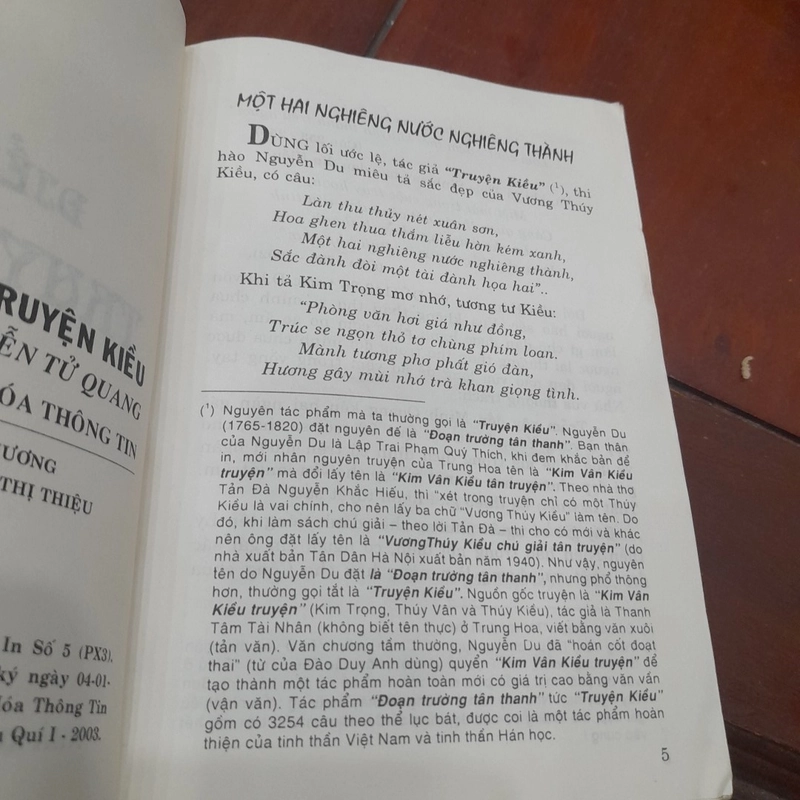 TRUYỆN KIỀU
ỄN TỬ QUANG
ÓA THÔNG TIN
ƯƠNG
THỊ THIỆU
In Số 5 (PX3).
ký ngày 04-01-
óa Thông Tin
Quí I - 2003.
MỘT HAI NGHIÊNG NƯỚC NGHIÊNG THÀNH
DÙNG lối ước lệ, tác giả “Truyện Kiều” (¹), thi
hào Nguyễn Du miêu tả sắc đẹp của Vương Thúy
Kiều, có câu:
Làn thu thủy nét xuân sơn,
Hoa ghen thua thắm liễu hờn kém xanh,
Một hai nghiêng nước nghiêng thành,
Sắc đành đòi một tài đành họa hai”..
Khi tả Kim Trọng mơ nhớ, tương tư Kiều:
“Phòng văn hơi giá như đồng,
Trúc se ngọn thỏ tơ chùng phím loan.
Mành tương phơ phất gió đàn,
Hương gây mùi nhớ trà khan giọng tình.
(¹) Nguyên tác phẩm mà ta thường gọi là “Truyện Kiều”. Nguyễn Du
(1765-1820) đặt nguyên đề là “Đoạn trường tân thanh”. Bạn thân
của Nguyễn Du là Lập Trai Phạm Quý Thích, khi đem khắc bản để
in, mới nhân nguyên truyện của Trung Hoa tên là “Kim Vân Kiều
truyện” mà đổi lấy tên là “Kim Vân Kiều tân truyện”. Theo nhà thơ
Tản Đà Nguyễn Khắc Hiếu, thì “xét trong truyện chỉ có một Thúy
Kiều là vai chính, cho nên lấy ba chữ “Vương Thúy Kiều” làm tên. Do
đó, khi làm sách chú giải – theo lời Tản Đà – thì cho có mới và khác
nên ông đặt lấy tên là “VươngThúy Kiều chú giải tân truyện” (do
nhà xuất bản Tân Dân Hà Nội xuất bản năm 1940). Như vậy, nguyên
tên do Nguyễn Du đặt là “Đoạn trường tân thanh”, nhưng phổ thông
hơn, thường gọi tắt là “Truyện Kiều”. Nguồn gốc truyện là “Kim Vân
Kiều truyện” (Kim Trọng, Thúy Vân và Thúy Kiều), tác giả là Thanh
Tâm Tài Nhân (không biết tên thực) ở Trung Hoa, viết bằng văn xuôi
(tản văn). Văn chương tầm thường, Nguyễn Du đã “hoán cốt đoạt
thai” (từ của Đào Duy Anh dùng) quyển “Kim Vân Kiều truyện” để
tạo thành một tác phẩm hoàn toàn mới có giá trị cao bằng văn vần
(vận văn). Tác phẩm “Đoạn trường tân thanh” tức “Truyện Kiều”
gồm có 3254 câu theo thể lục bát, được coi là một tác phẩm hoàn
thiện của tinh thần Việt Nam và tinh thần Hán học.
5